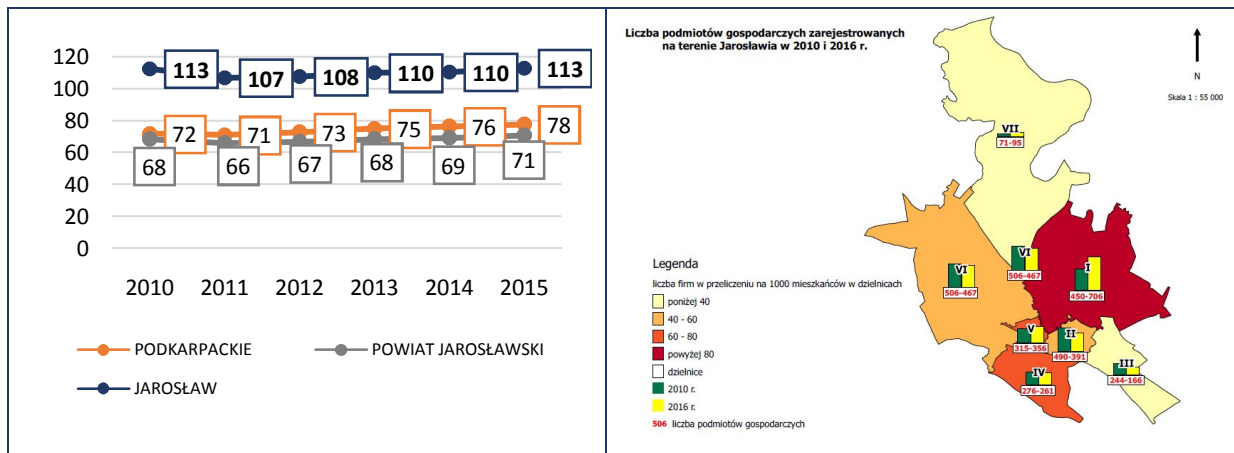 120
100
80
60
40
20
0
113 107 108 110 110 113
72 71 73 75 76 78
68 66 67 68 69 71
2010 2011 2012 2013 2014 2015
PODKARPACKIE POWIAT JAROSŁAWSKI
JAROSŁAW
Liczba podmiotów gospodarczych zarejestrowanych
na terenie Jarosławia w 2010 i 2016 r.
N
Skala 1 : 55 000
VII
71-95
VI
506-467
VI
506-467
I
450-706
V
315-356
II
490-391
III
244-166
IV
276-261
Legenda
liczba firm w przeliczeniu na 1000 mieszkańców w dzielnicach
poniżej 40
40 - 60
60 - 80
powyżej 80
dzielnice
2010 r.
2016 r.
506 liczba podmiotów gospodarczych